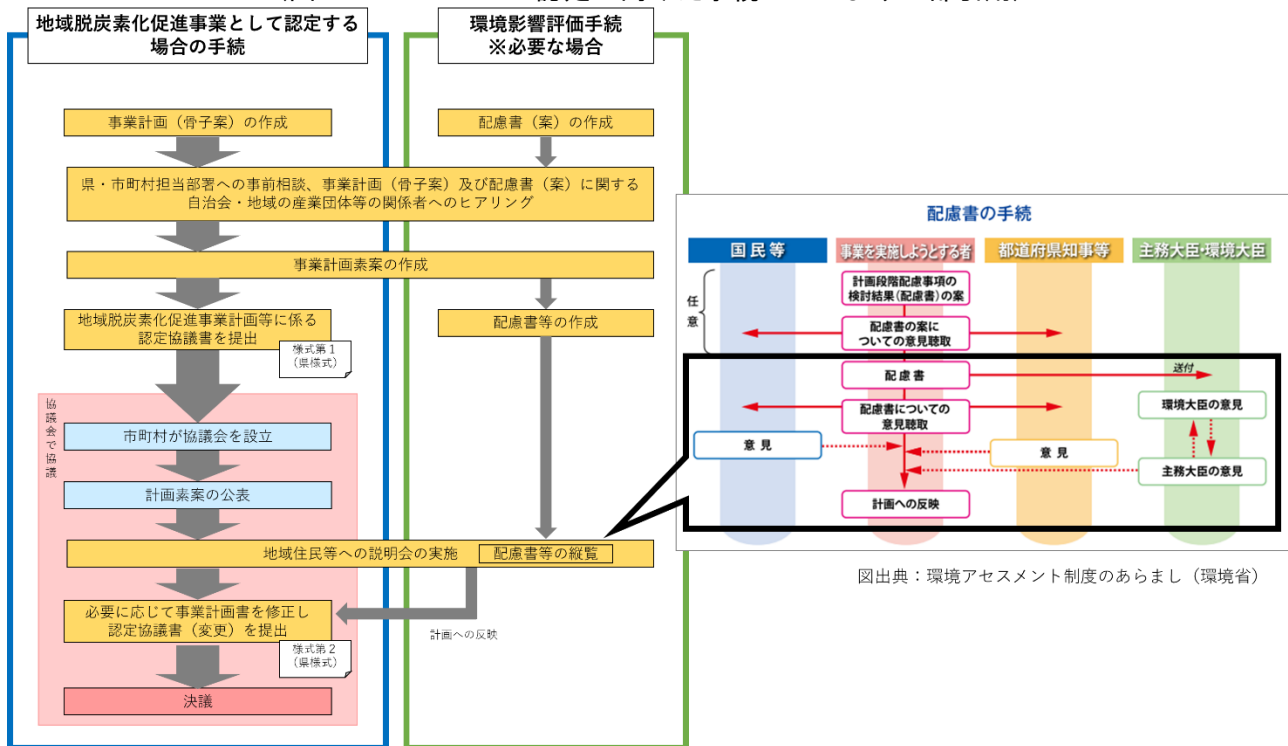 地域脱炭素化促進事業として認定する
場合の手続
環境影響評価手続
※必要な場合
事業計画（骨子案）の作成
配慮書（案）の作成
県・市町村担当部署への事前相談、事業計画（骨子案）及び配慮書（案）に関する
自治会・地域の産業団体等の関係者へのヒアリング
事業計画素案の作成
地域脱炭素化促進事業計画等に係る
認定協議書を提出
様式第１
（県様式）
配慮書等の作成
協議会で協議
市町村が協議会を設立
計画素案の公表
地域住民等への説明会の実施
配慮書等の縦覧
必要に応じて事業計画書を修正し
認定協議書（変更）を提出
様式第２
（県様式）
計画への反映
決議
配慮書の手続
国民等
事業を実施しようとする者
都道府県知事等
主務大臣・環境大臣
任意
計画段階配慮事項の
検討結果（配慮書）の案
配慮書の案に
ついての意見聴取
配慮書
送付
配慮書についての
意見聴取
環境大臣の意見
意見
意見
主務大臣の意見
計画への反映
図出典：環境アセスメント制度のあらまし（環境省）